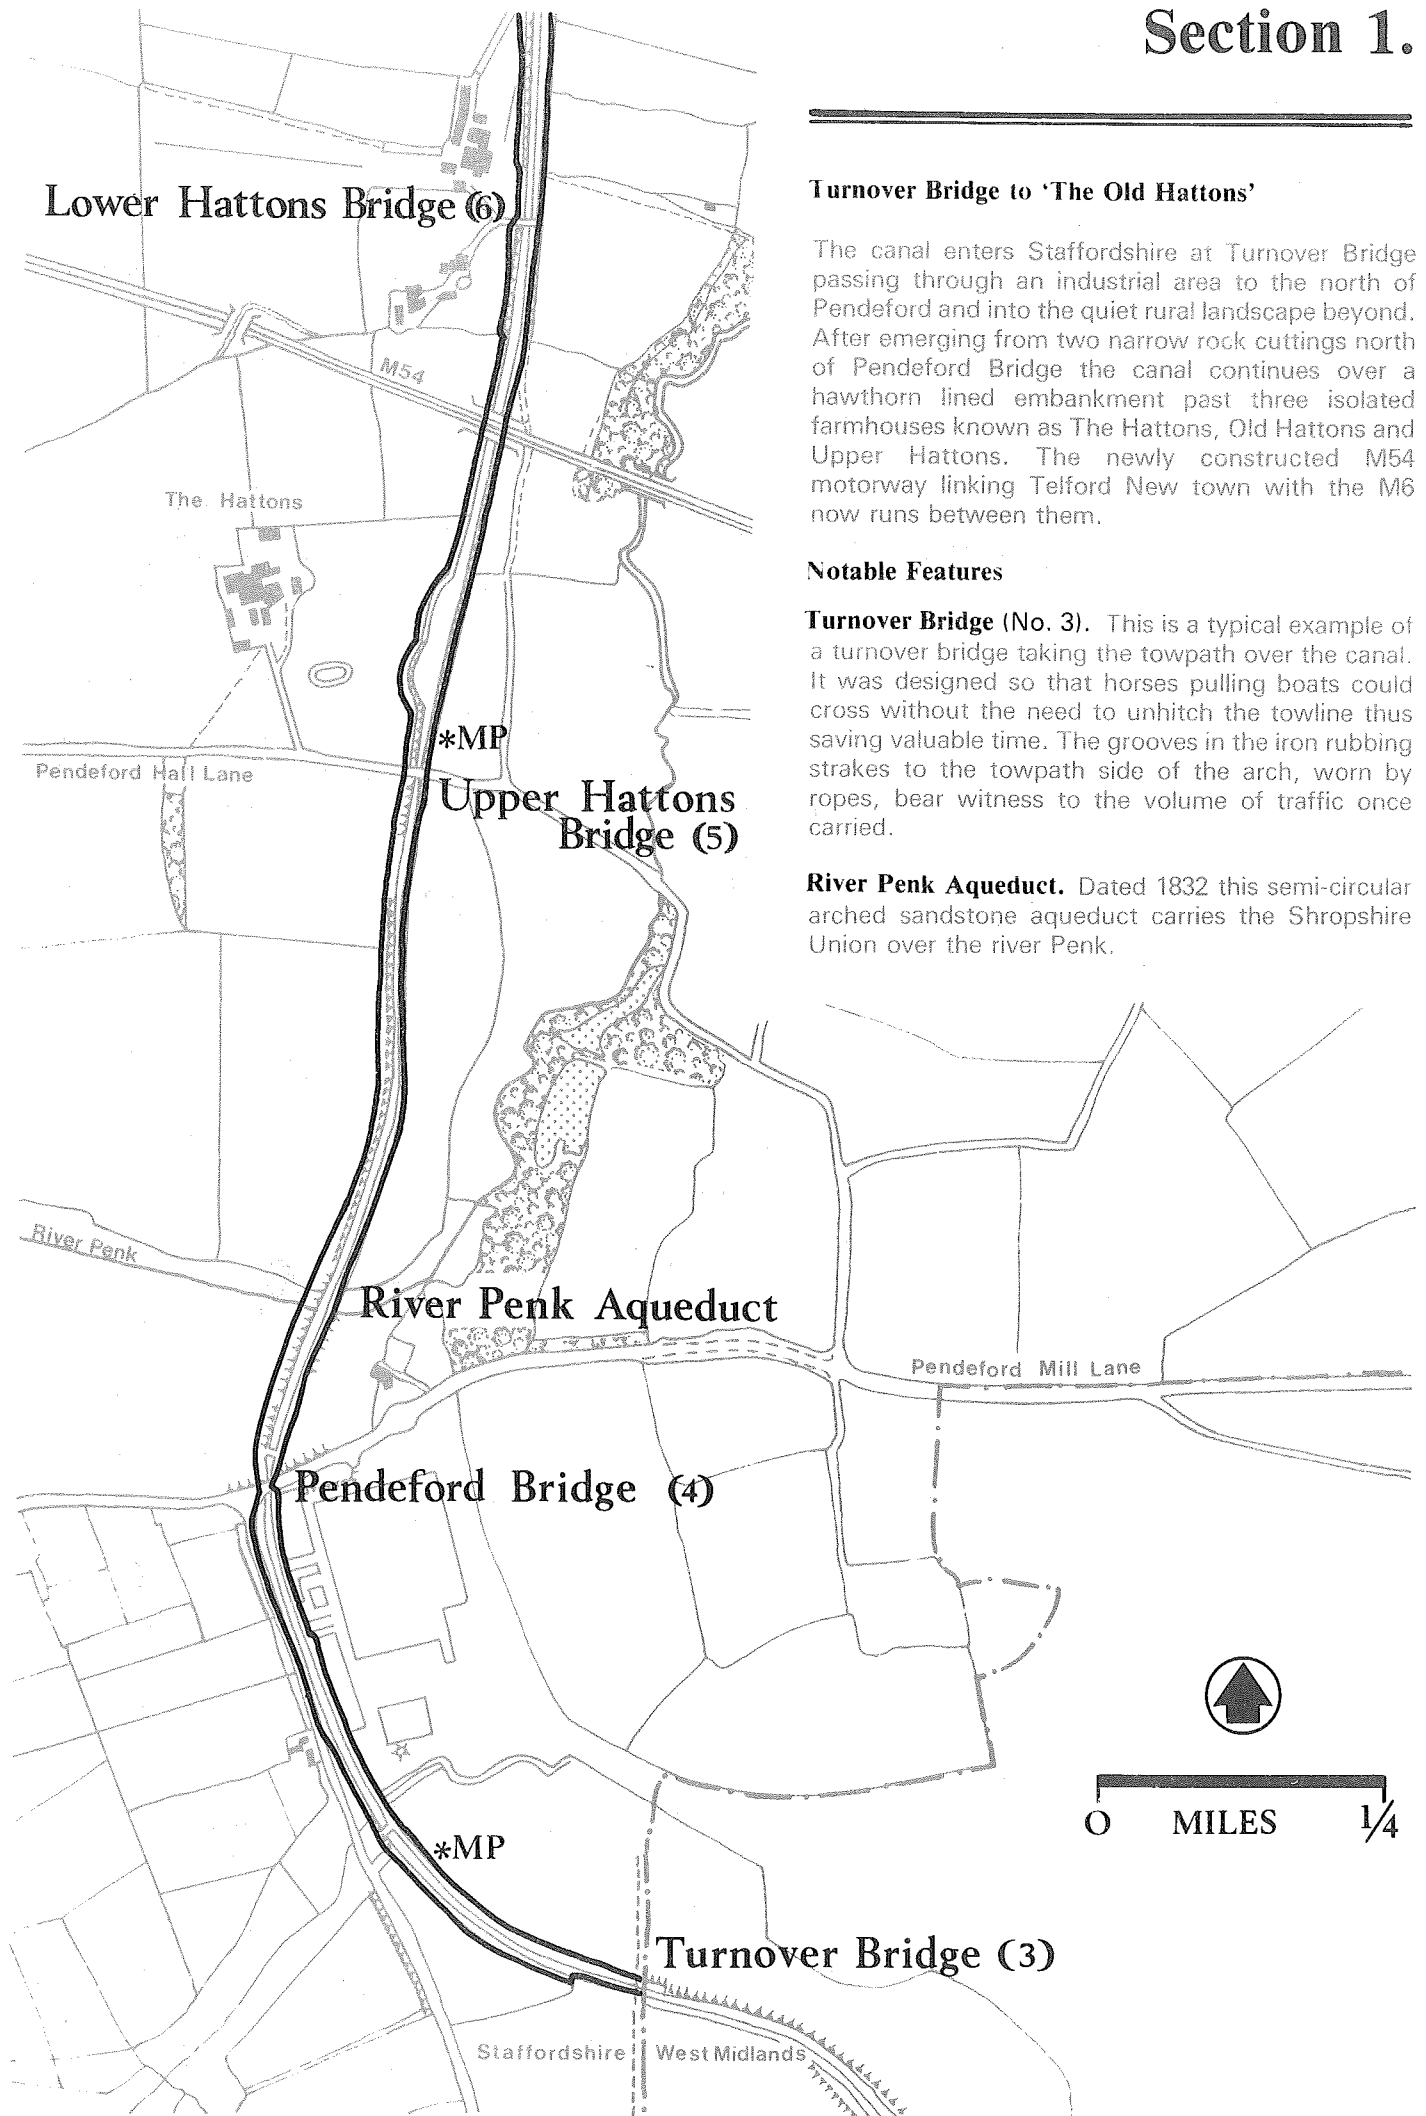 Section 1.
Turnover Bridge to ‘The Old Hattons’
The canal enters Staffordshire at Turnover Bridge
passing through an industrial area to the north of
Pendeford and into the quiet rural landscape beyond.
After emerging from two narrow rock cuttings north
of Pendeford Bridge the canal continues over a
hawthorn lined embankment past three isolated
farmhouses known as The Hattons, Old Hattons and
Upper Hattons. The newly constructed M54
motorway linking Telford New town with the M6
now runs between them.
Notable Features
Turnover Bridge (No. 3). This is a typical example of
a turnover bridge taking the towpath over the canal.
It was designed so that horses pulling boats could
cross without the need to unhitch the towline thus
saving valuable time. The grooves in the iron rubbing
strakes to the towpath side of the arch, worn by
ropes, bear witness to the volume of traffic once
carried.
River Penk Aqueduct. Dated 1832 this semi-circular
arched sandstone aqueduct carries the Shropshire
Union over the river Penk.
Lower Hattons Bridge (6)
M54
The Hattons
*MP
Pendeford Hall Lane
Upper Hattons
Bridge (5)
River Penk
River Penk Aqueduct
Pendeford Mill Lane
Pendeford Bridge (4)
0 MILES 1/4
*MP
Turnover Bridge (3)
Staffordshire
West Midlands